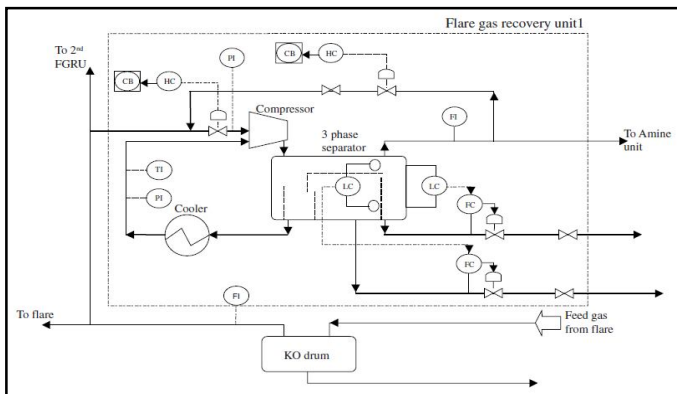 Flare gas recovery unit1
To 2nd
FGRU
CB
HC
PI
CB
HC
Compressor
FI
3 phase
separator
To Amine
unit
TI
PI
Cooler
LC
LC
FC
FC
To flare
FI
Feed gas
from flare
KO drum